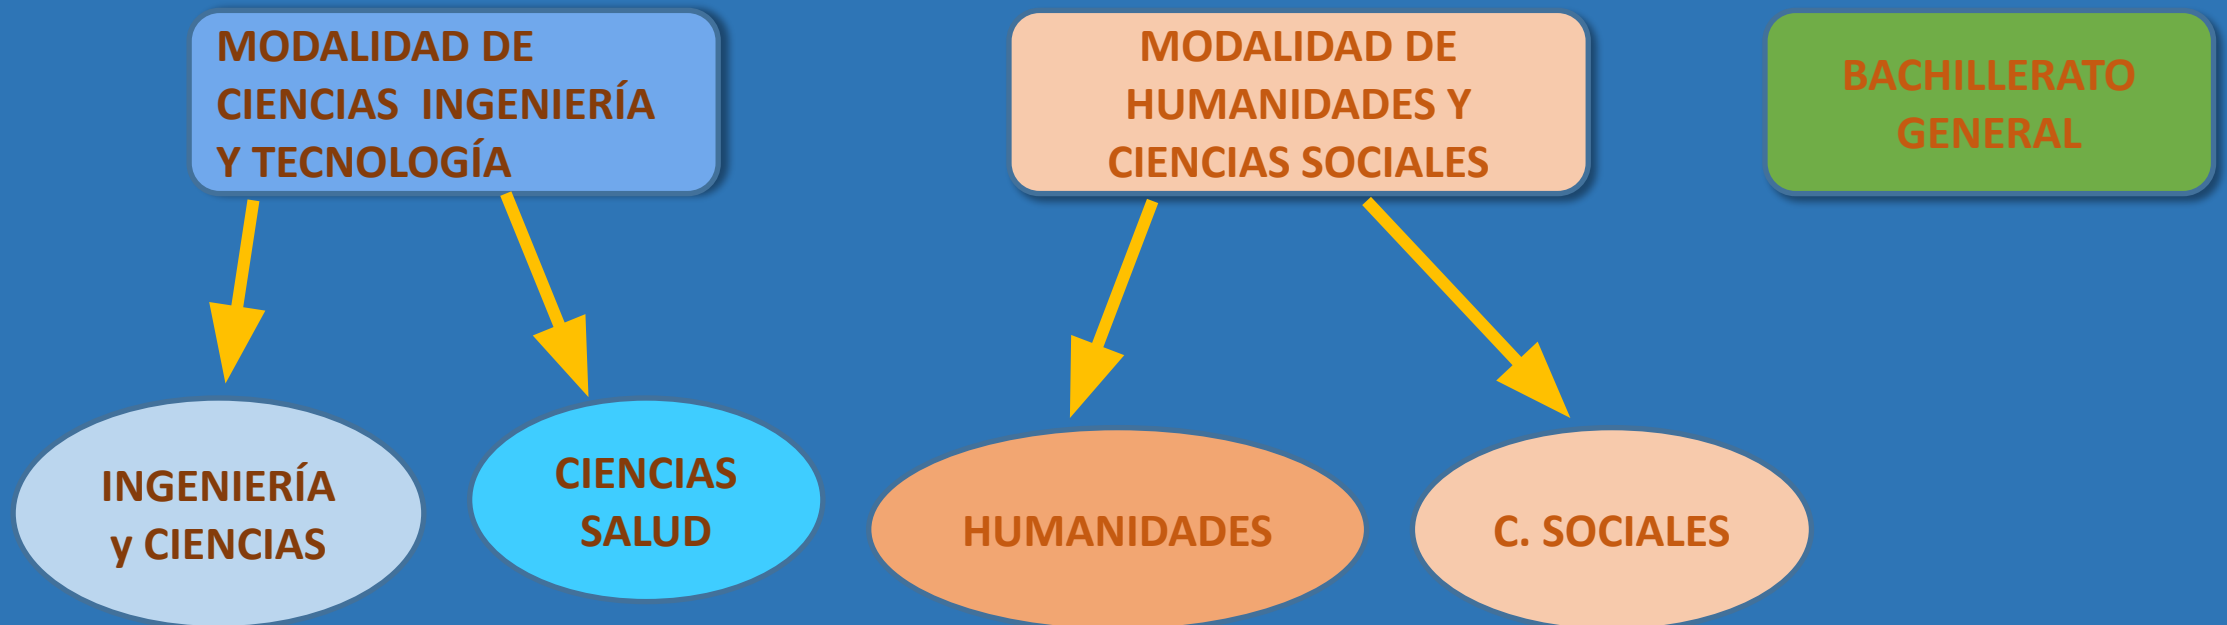 MODALIDAD DE
CIENCIAS  INGENIERÍA
Y TECNOLOGÍA
MODALIDAD DE
HUMANIDADES Y
CIENCIAS SOCIALES
BACHILLERATO
GENERAL
INGENIERÍA
y CIENCIAS
CIENCIAS
SALUD
HUMANIDADES
C. SOCIALES